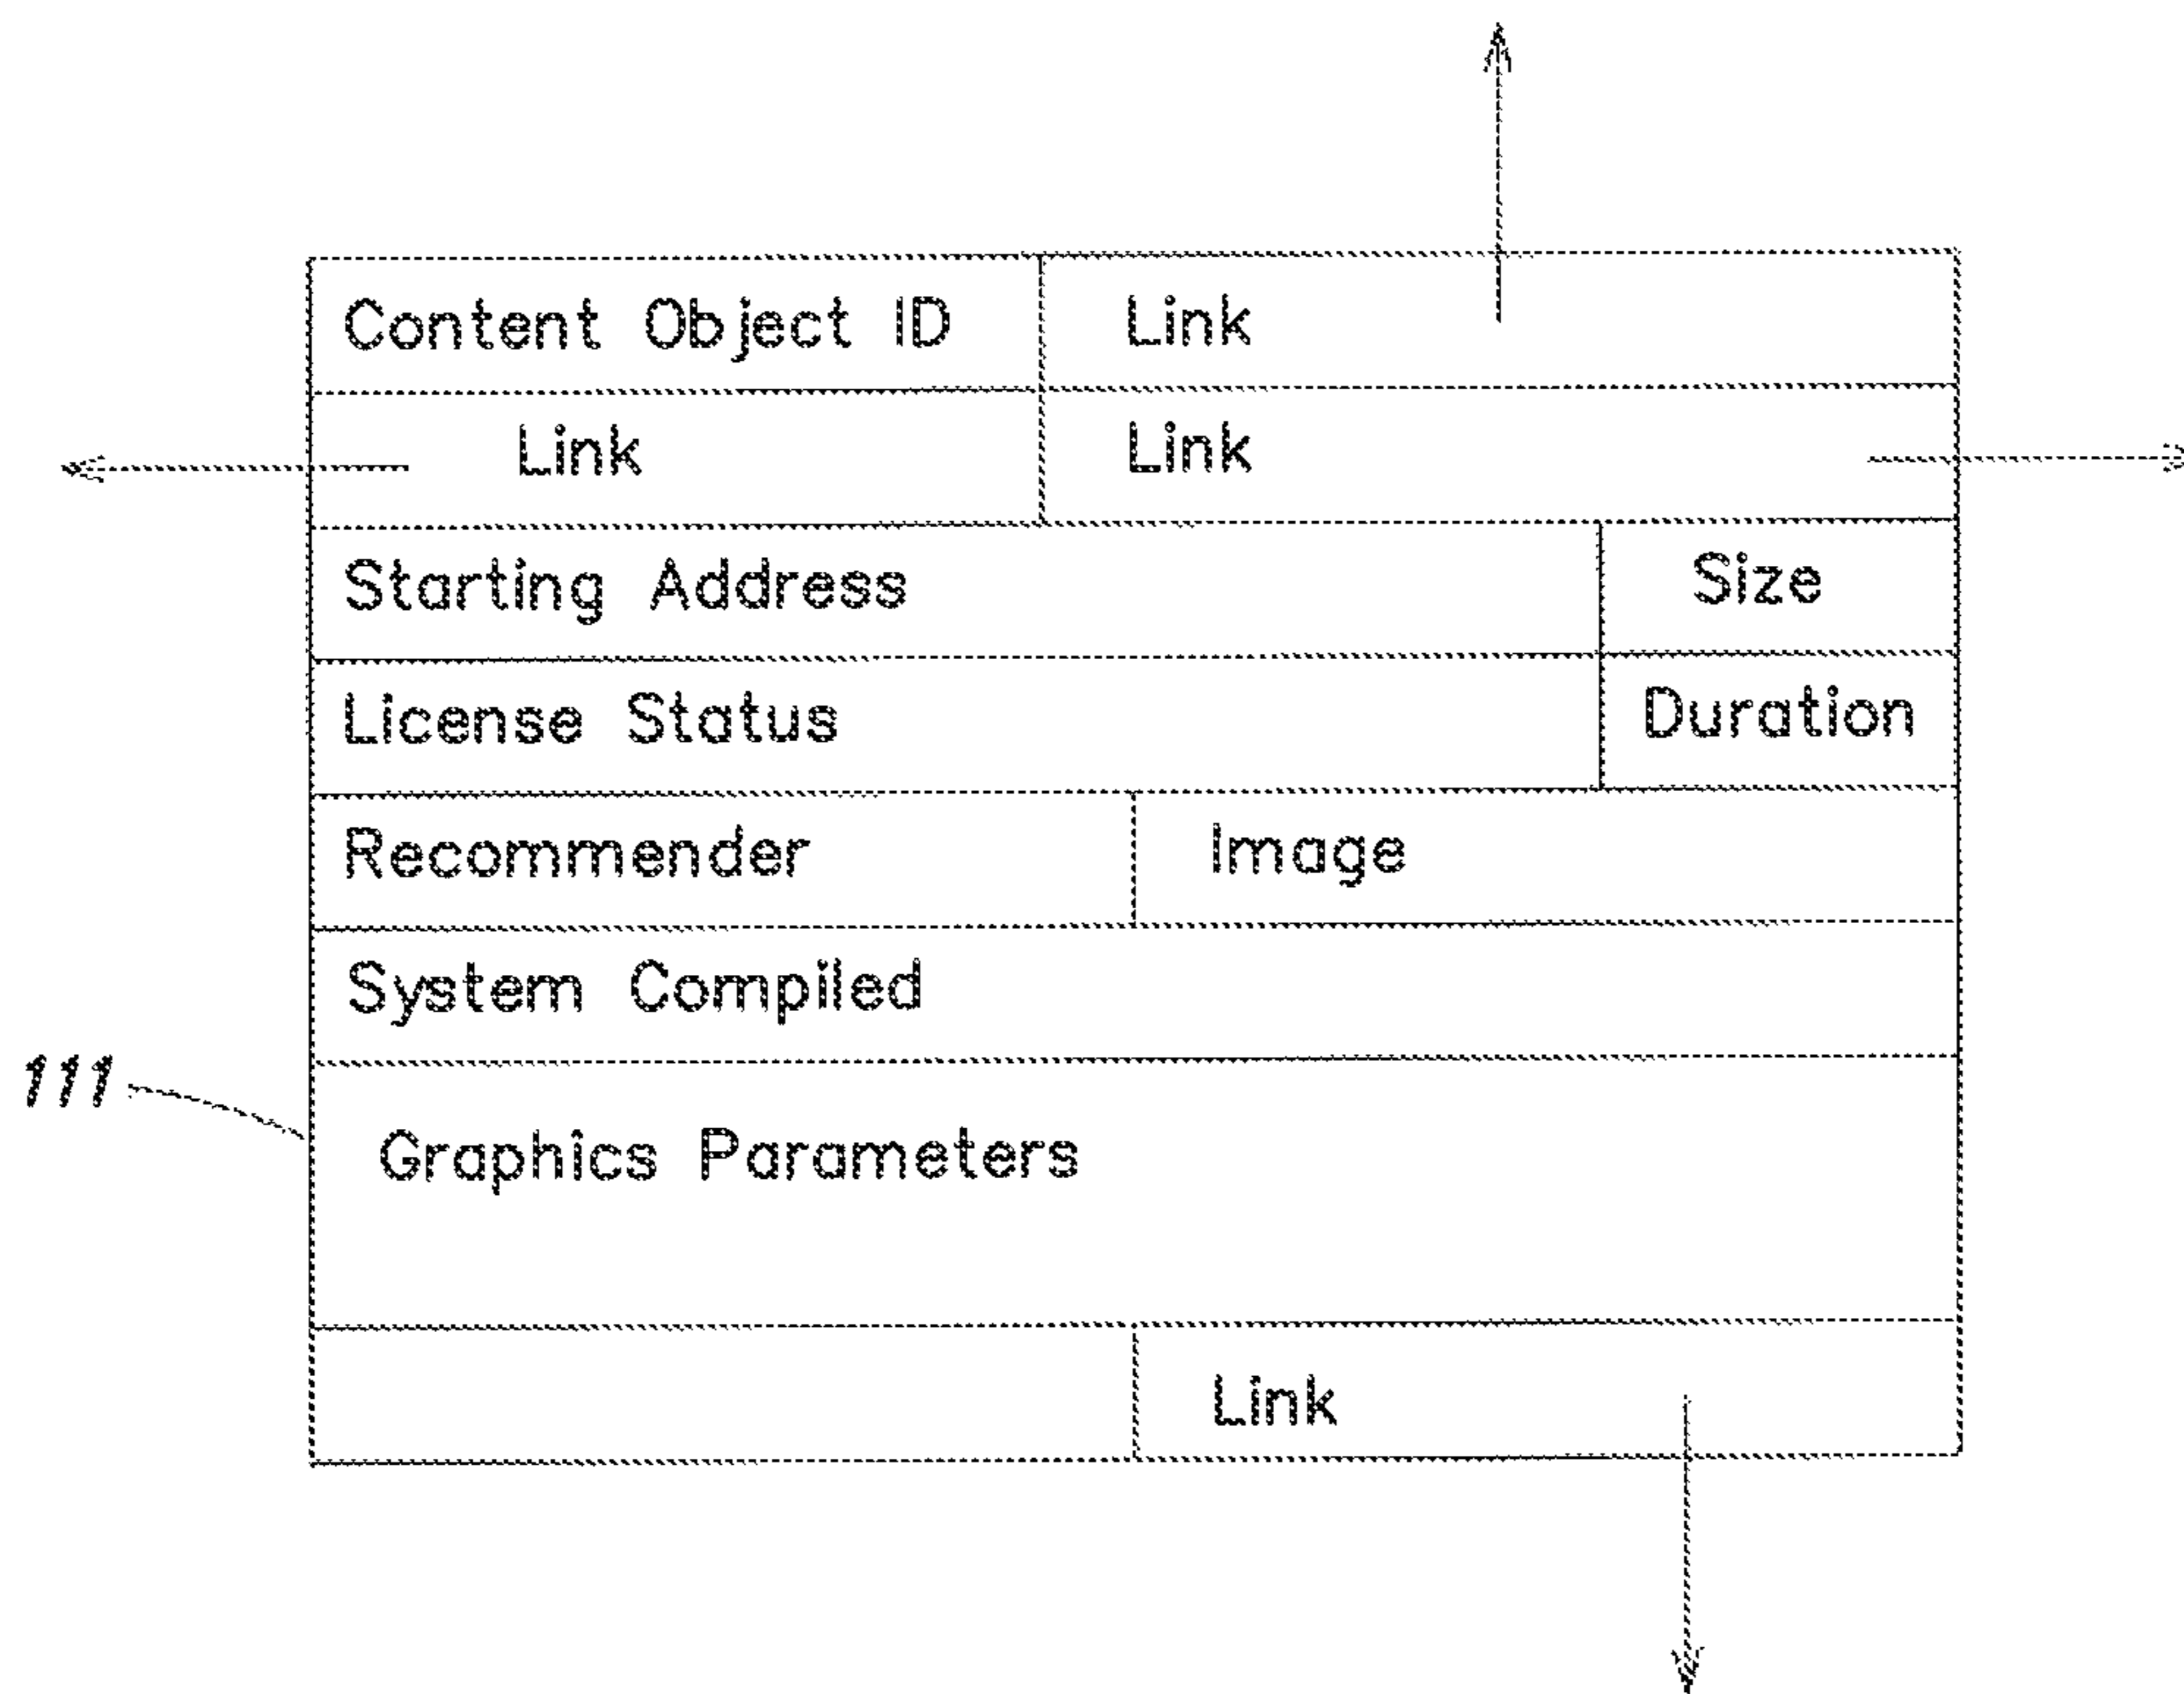 Content Object ID Link
Link Link
Starting Address Size
License Status Duration
Recommender Image
System Compiled
111
Graphics Parameters
Link